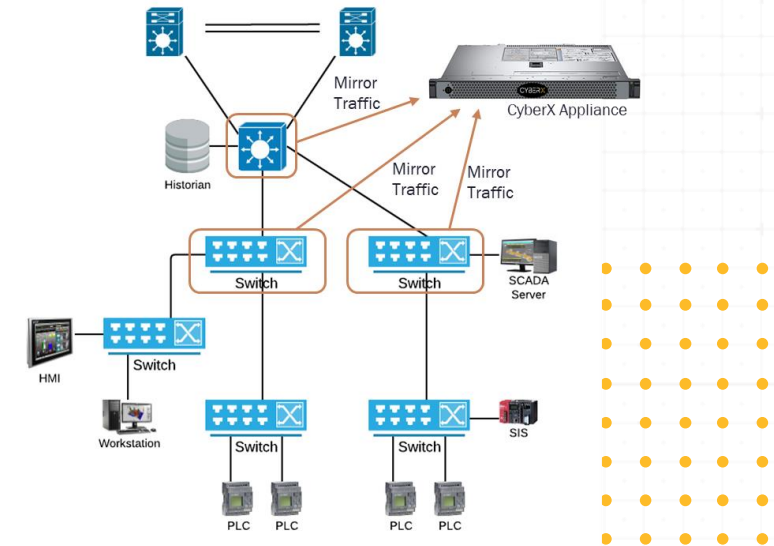 Mirror
Traffic
CYBERX
CyberX Appliance
Historian
Mirror
Traffic
Mirror
Traffic
Switch
Switch
SCADA
Server
HMI
Switch
Workstation
Switch
Switch
SIS
PLC
PLC
PLC
PLC